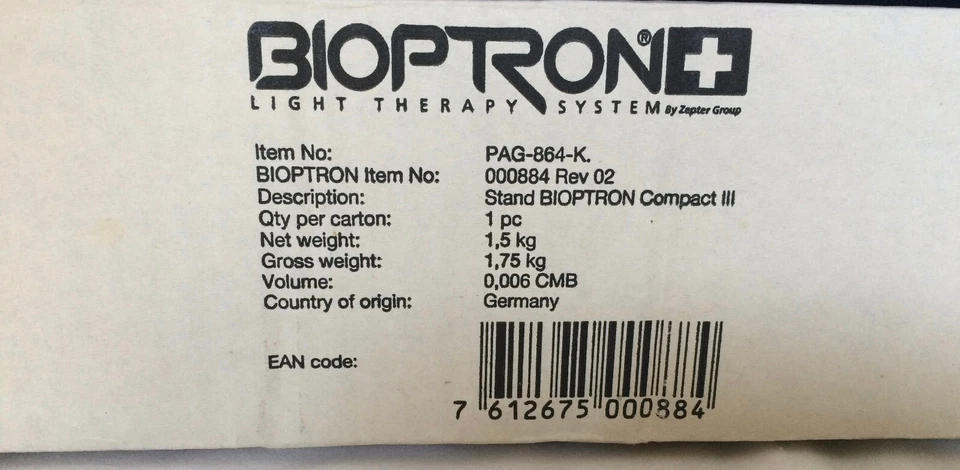 BIOPTRON®
LIGHT THERAPY SYSTEM By Zepter Group
Item No: PAG-864-K.
BIOPTRON Item No: 000884 Rev 02
Description: Stand BIOPTRON Compact III
Qty per carton: 1 pc
Net weight: 1,5 kg
Gross weight: 1,75 kg
Volume: 0,006 CMB
Country of origin: Germany
EAN code:
7 612675 000884